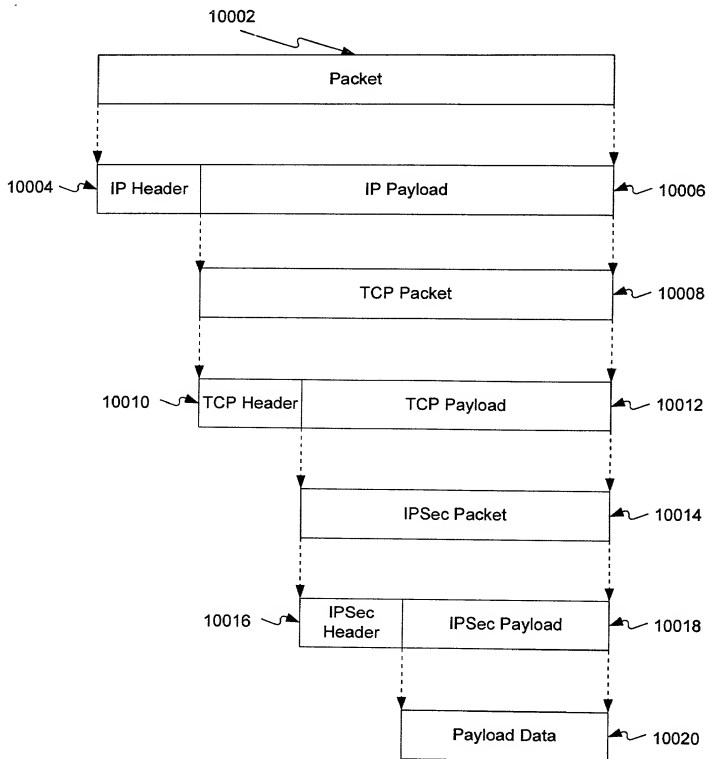 10002
Packet
10004
IP Header
IP Payload
10006
TCP Packet
10008
10010
TCP Header
TCP Payload
10012
IPSec Packet
10014
10016
IPSec
Header
IPSec Payload
10018
Payload Data
10020